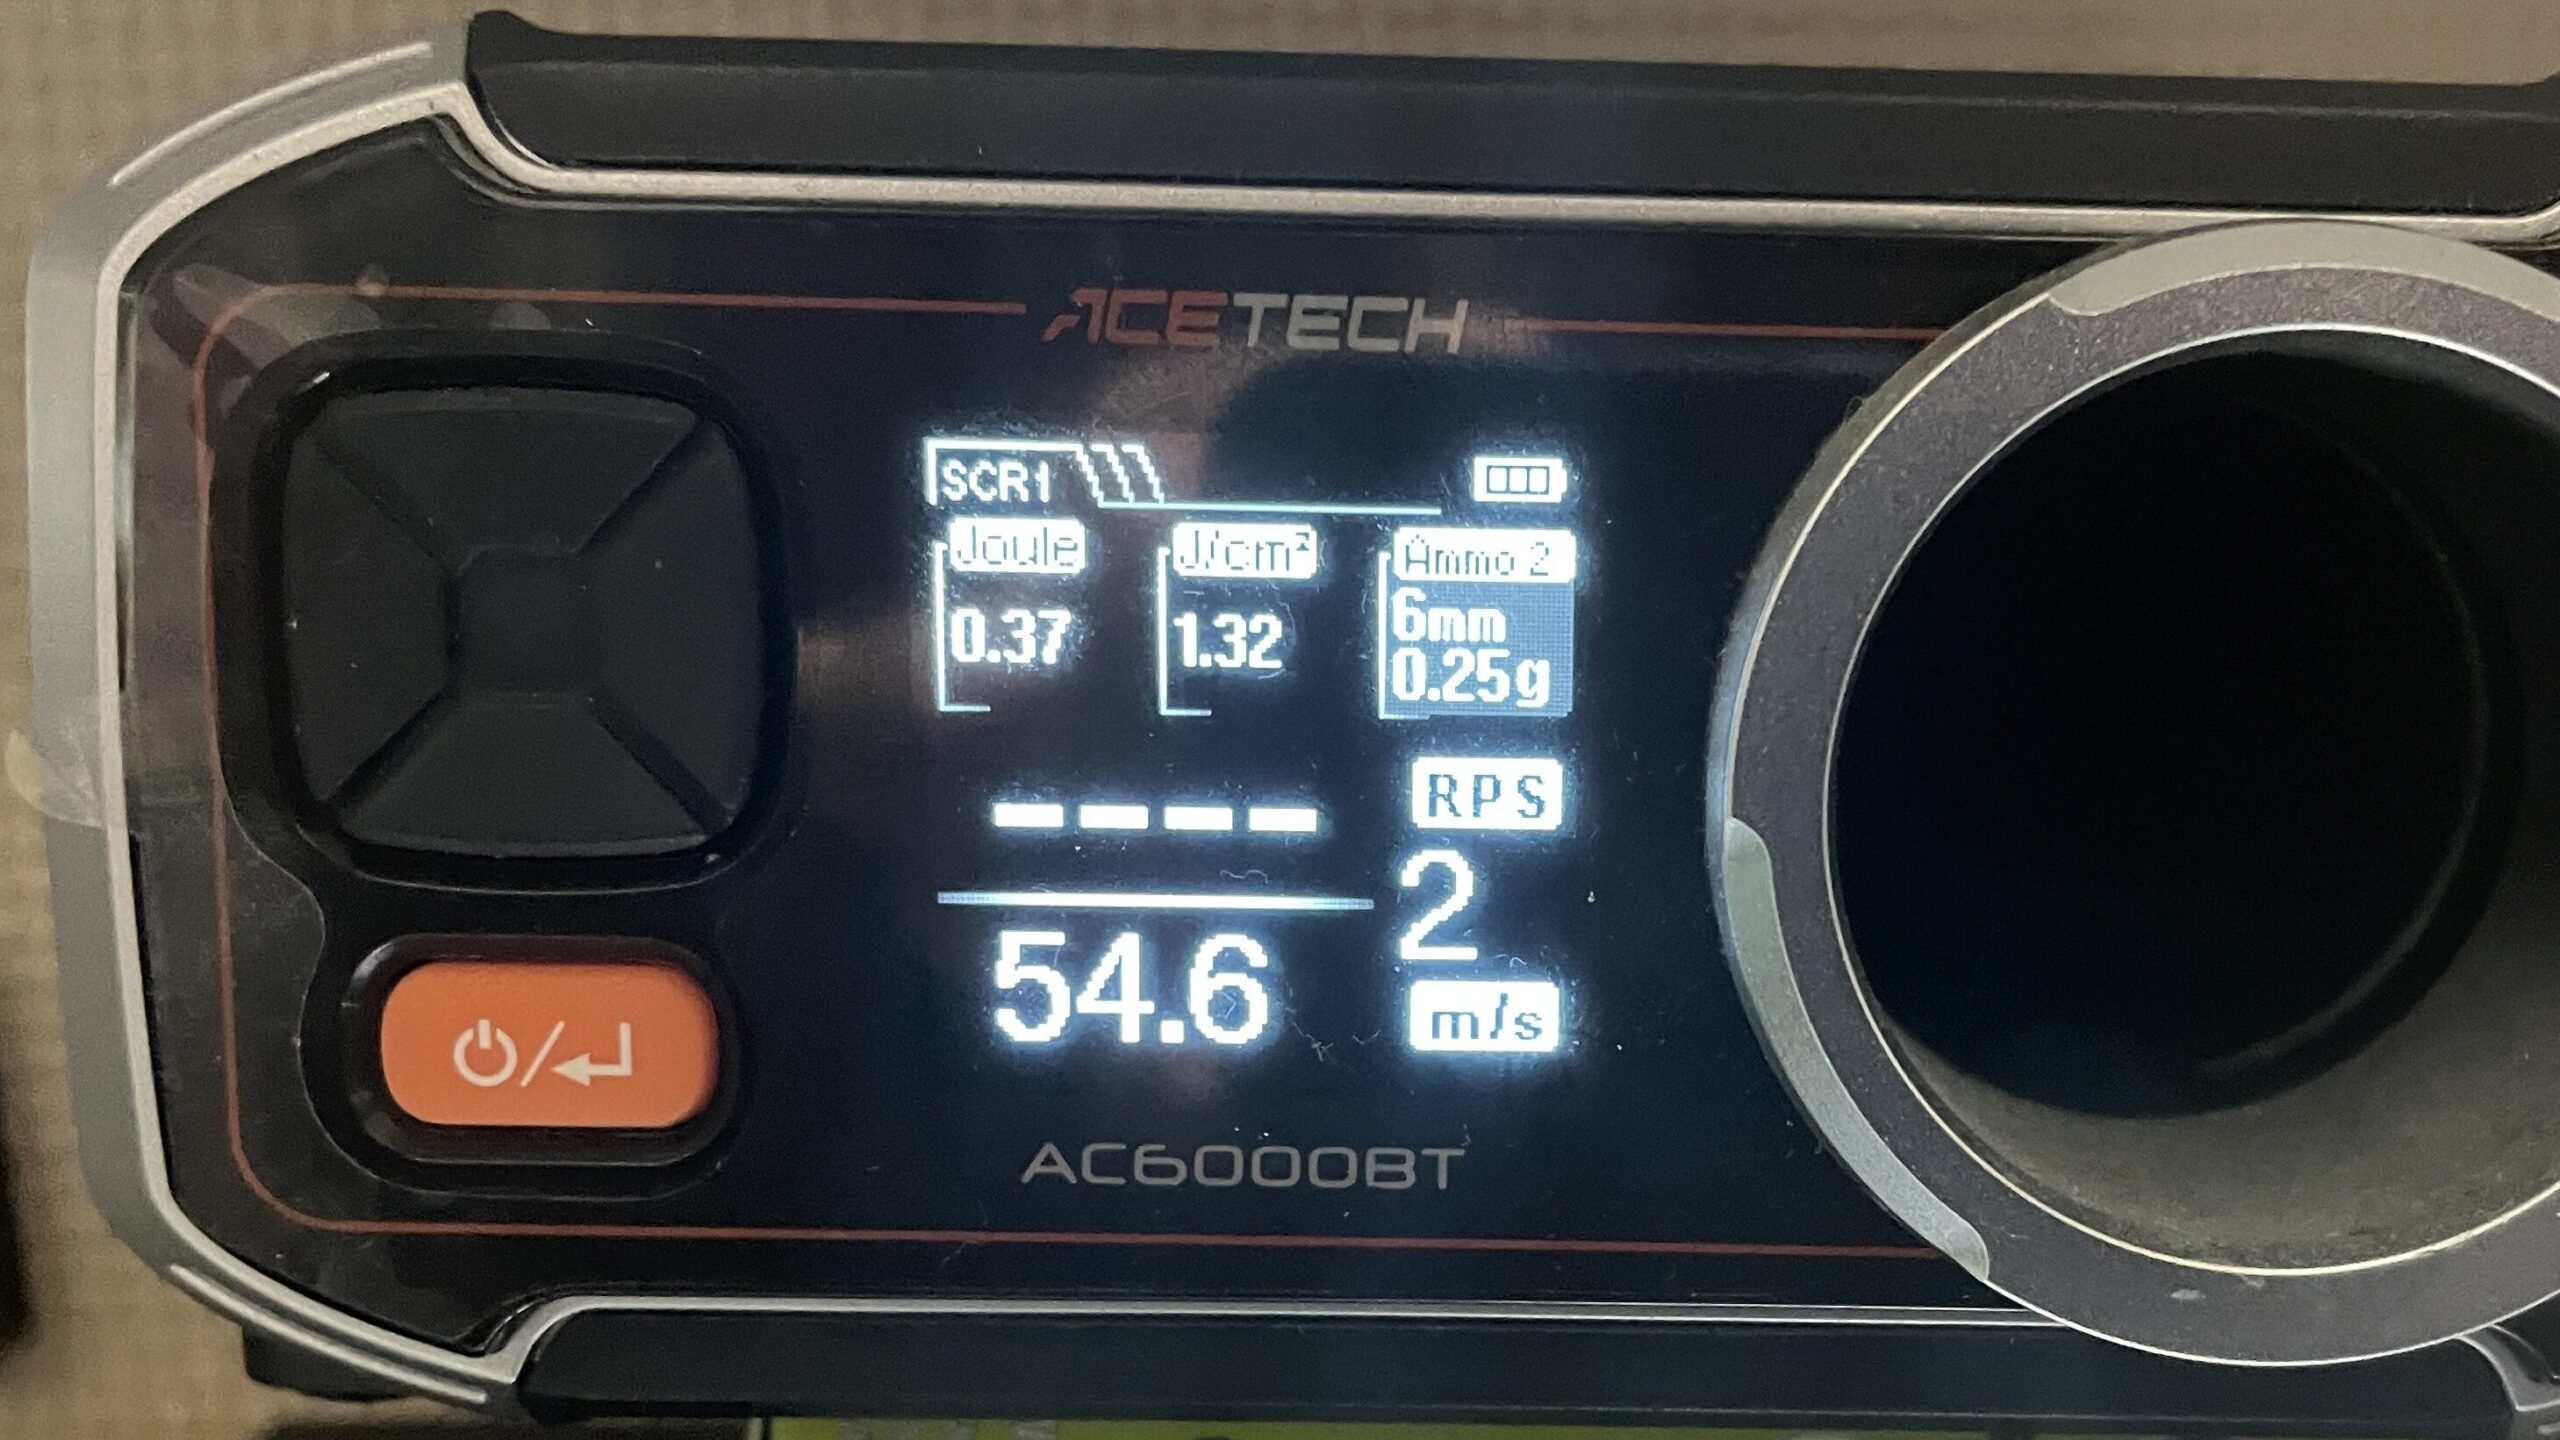 ACETECH
SCR1
Joule
0.37
J/cm²
1.32
Ammo 2
6mm
0.25g
----
RPS
2
54.6
m/s
AC6000BT